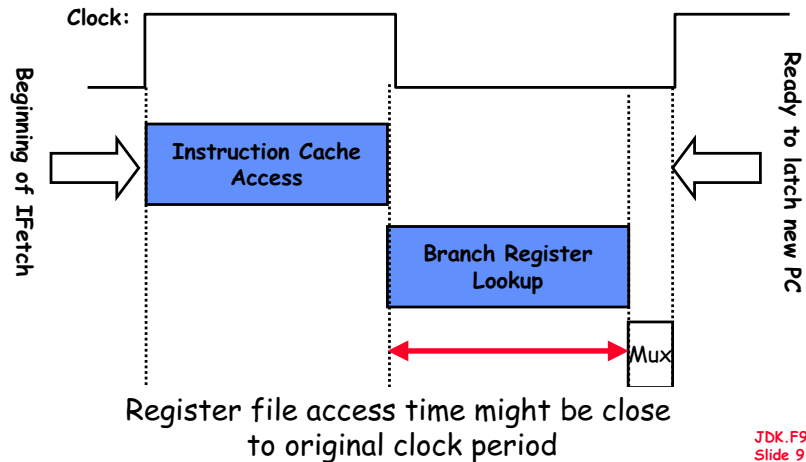 Clock:
Beginning of IFetch
Ready to latch new PC
Instruction Cache
Access
Branch Register
Lookup
Mux
Register file access time might be close
to original clock period
JDK.F9
Slide 9